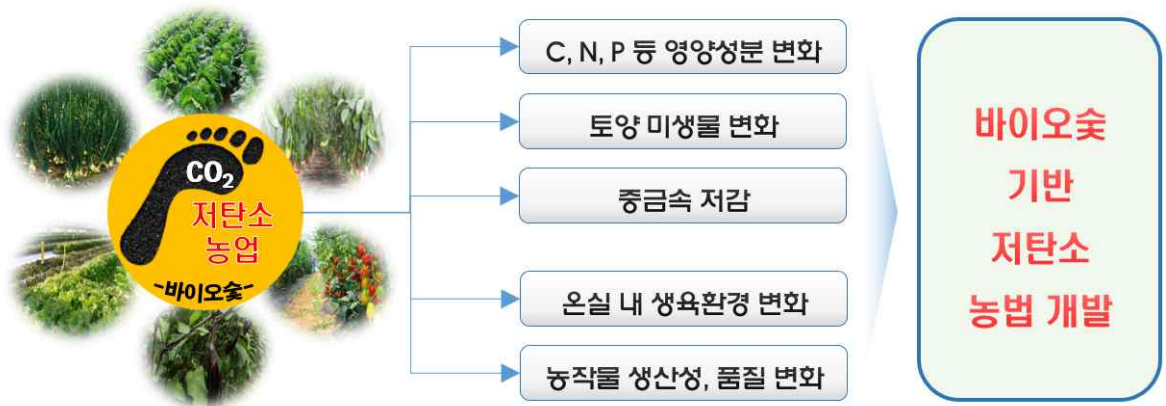 CO₂
저탄소
농업
-바이오숯-
C, N, P 등 영양성분 변화
토양 미생물 변화
중금속 저감
온실 내 생육환경 변화
농작물 생산성, 품질 변화
바이오숯
기반
저탄소
농법 개발